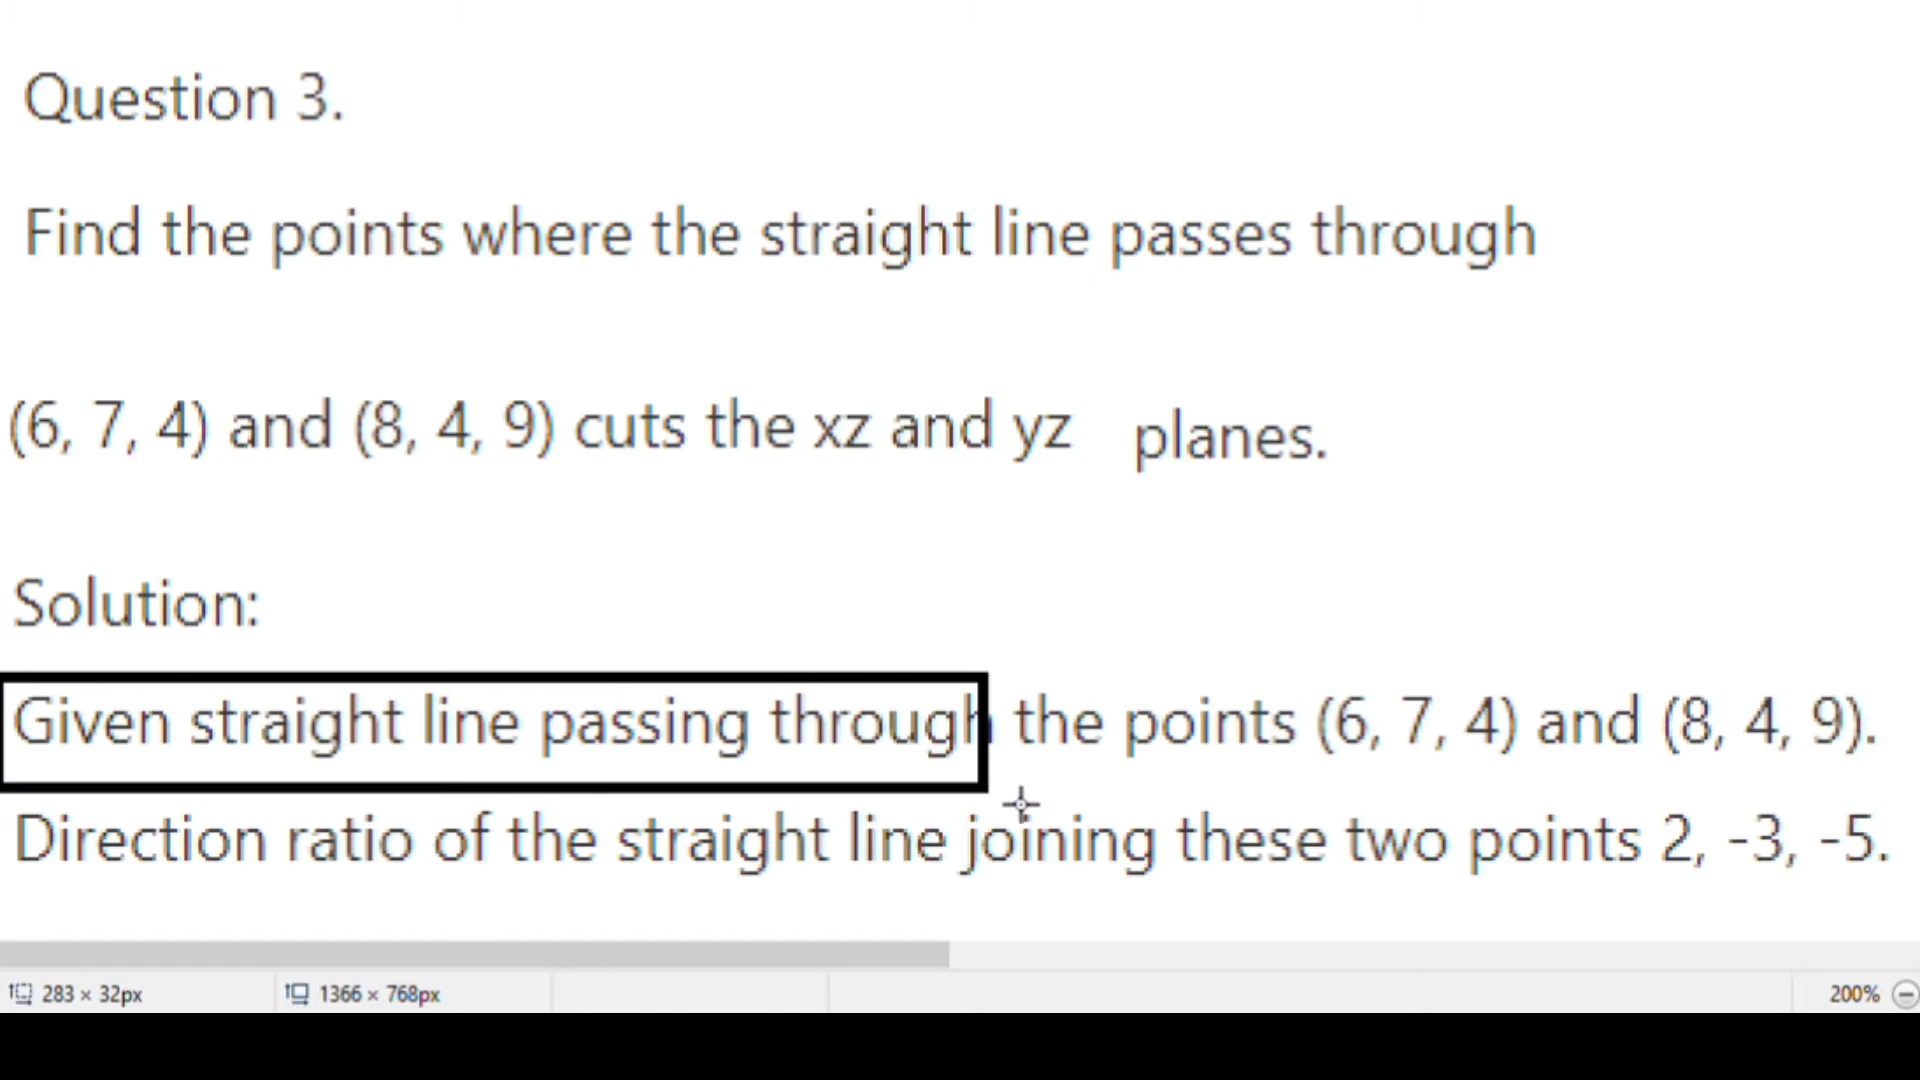 Question 3.
Find the points where the straight line passes through
(6, 7, 4) and (8, 4, 9) cuts the xz and yz planes.
Solution:
Given straight line passing through the points (6, 7, 4) and (8, 4, 9).
Direction ratio of the straight line joining these two points 2, -3, -5.
283 × 32px 1366 × 768px 200%